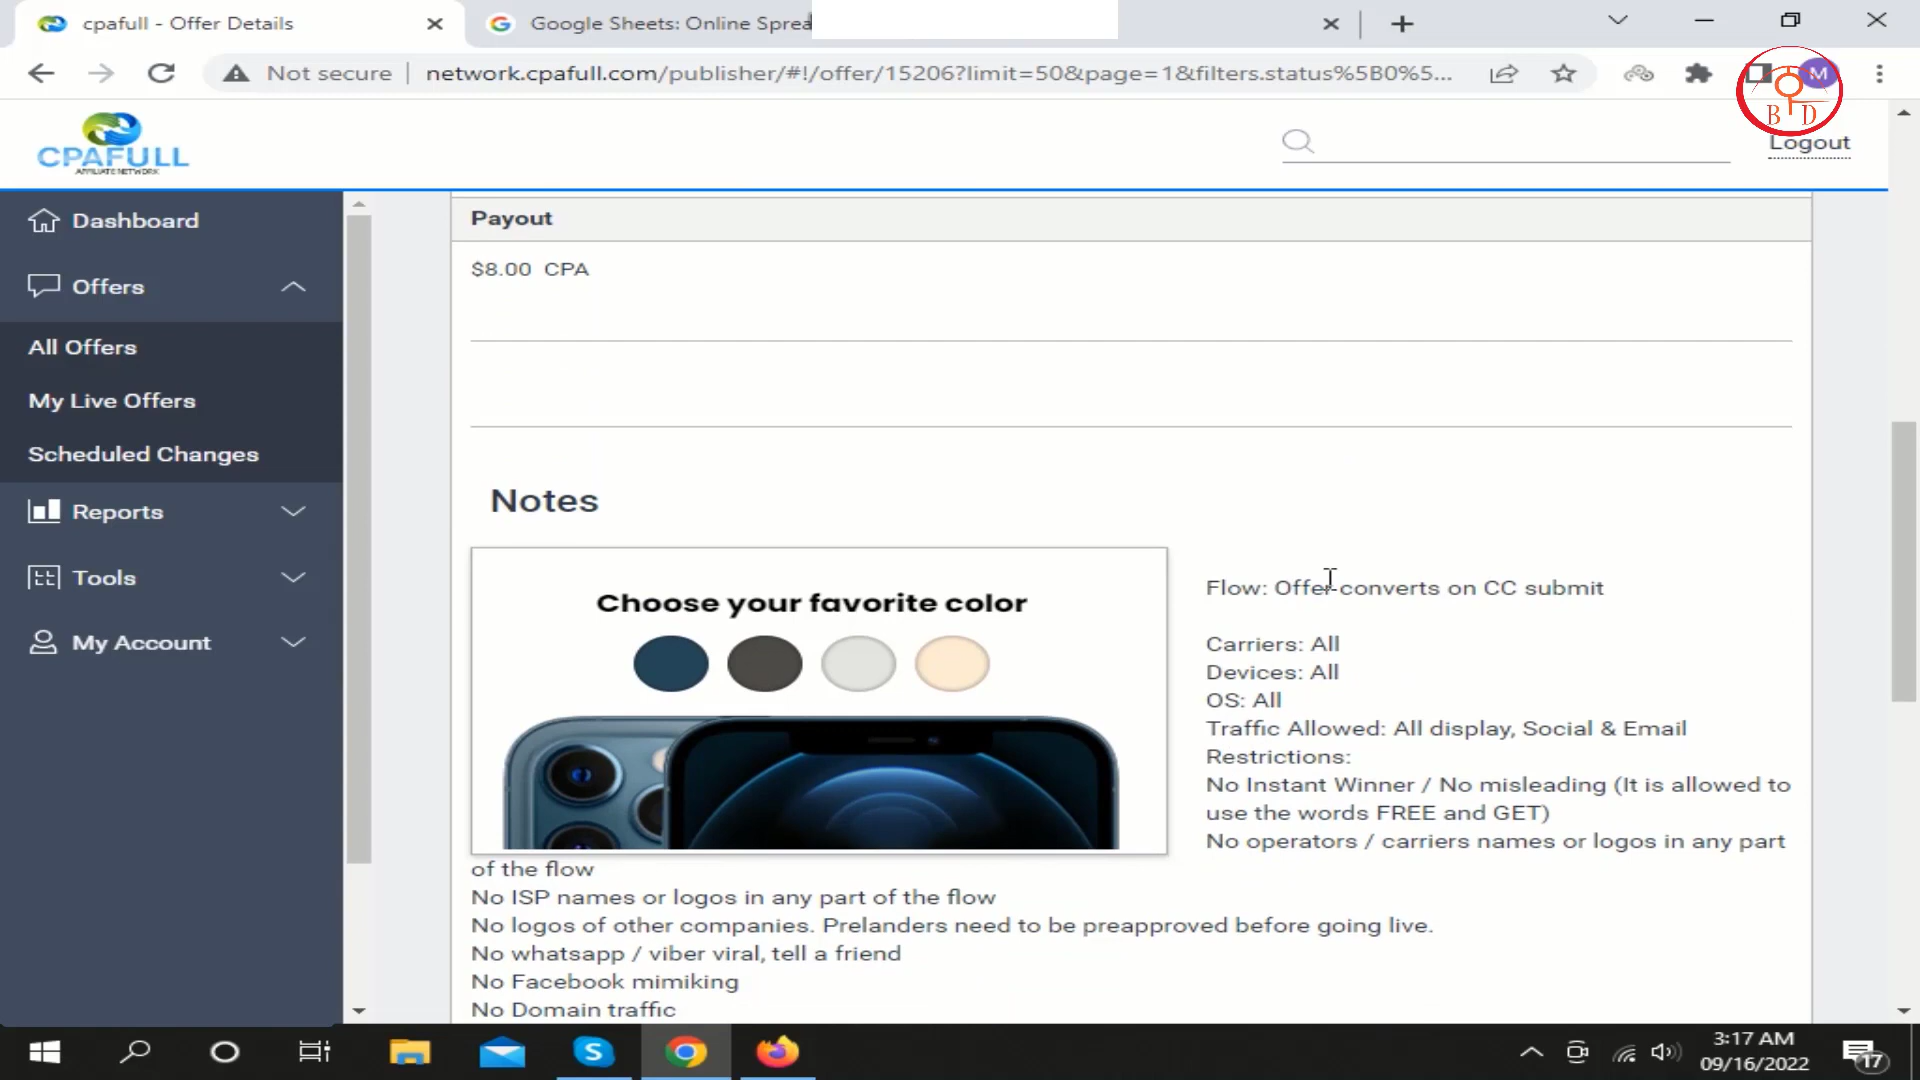 cpafull - Offer Details
Google Sheets: Online Sprea
Not secure
network.cpafull.com/publisher/#!/offer/15206?limit=50&page=1&filters.status%5B0%5...
M
B D
CPAFULL
AFFILIATE NETWORK
Logout
Dashboard
Offers
All Offers
My Live Offers
Scheduled Changes
Reports
Tools
My Account
Payout
$8.00 CPA
Notes
Choose your favorite color
Flow: Offer converts on CC submit
Carriers: All
Devices: All
OS: All
Traffic Allowed: All display, Social & Email
Restrictions:
No Instant Winner / No misleading (It is allowed to
use the words FREE and GET)
No operators / carriers names or logos in any part
of the flow
No ISP names or logos in any part of the flow
No logos of other companies. Prelanders need to be preapproved before going live.
No whatsapp / viber viral, tell a friend
No Facebook mimiking
No Domain traffic
3:17 AM
09/16/2022
17